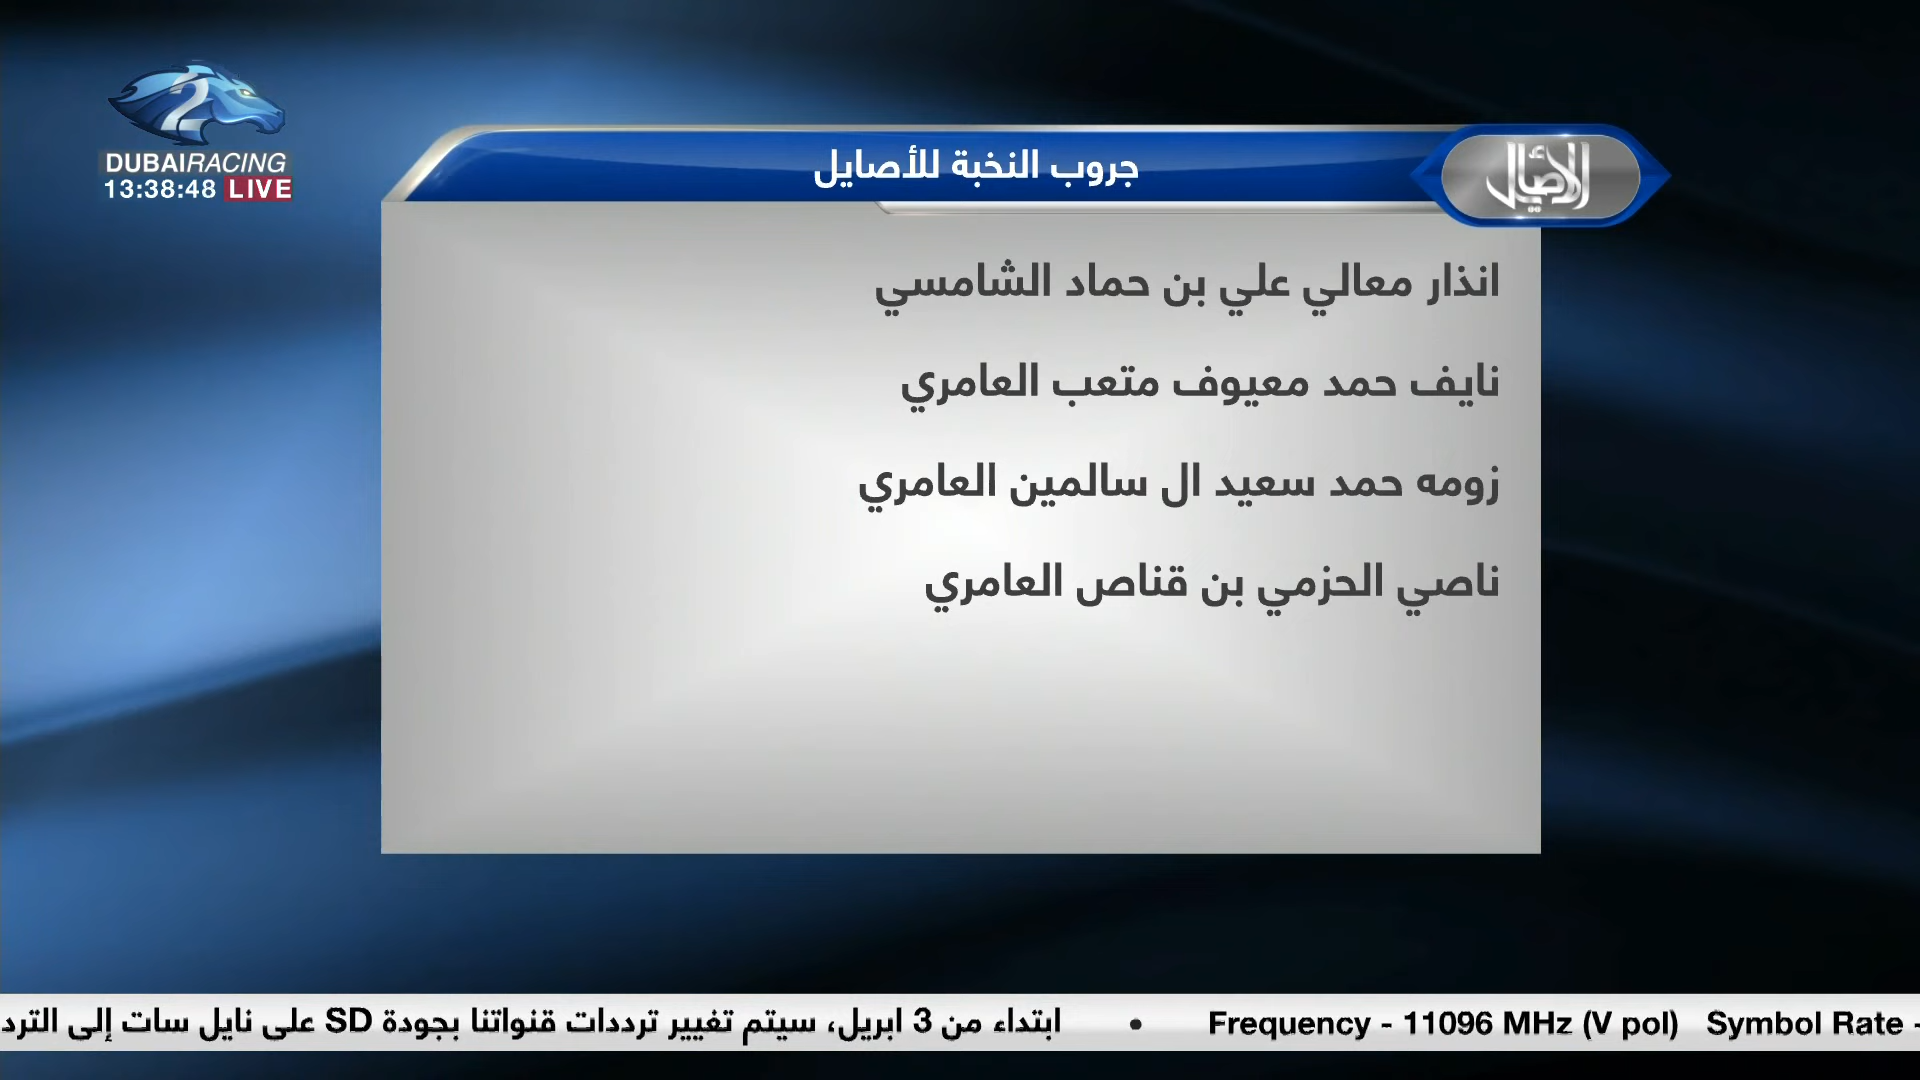 2
DUBAIRACING
13:38:48 LIVE
جروب النخبة للأصايل
الأصايل
انذار معالي علي بن حماد الشامسي
نايف حمد معيوف متعب العامري
زومه حمد سعيد ال سالمين العامري
ناصي الحزمي بن قناص العامري
Frequency - 11096 MHz (V pol) Symbol Rate -
•
ابتداء من 3 ابريل، سيتم تغيير ترددات قنواتنا بجودة SD على نايل سات إلى الترد